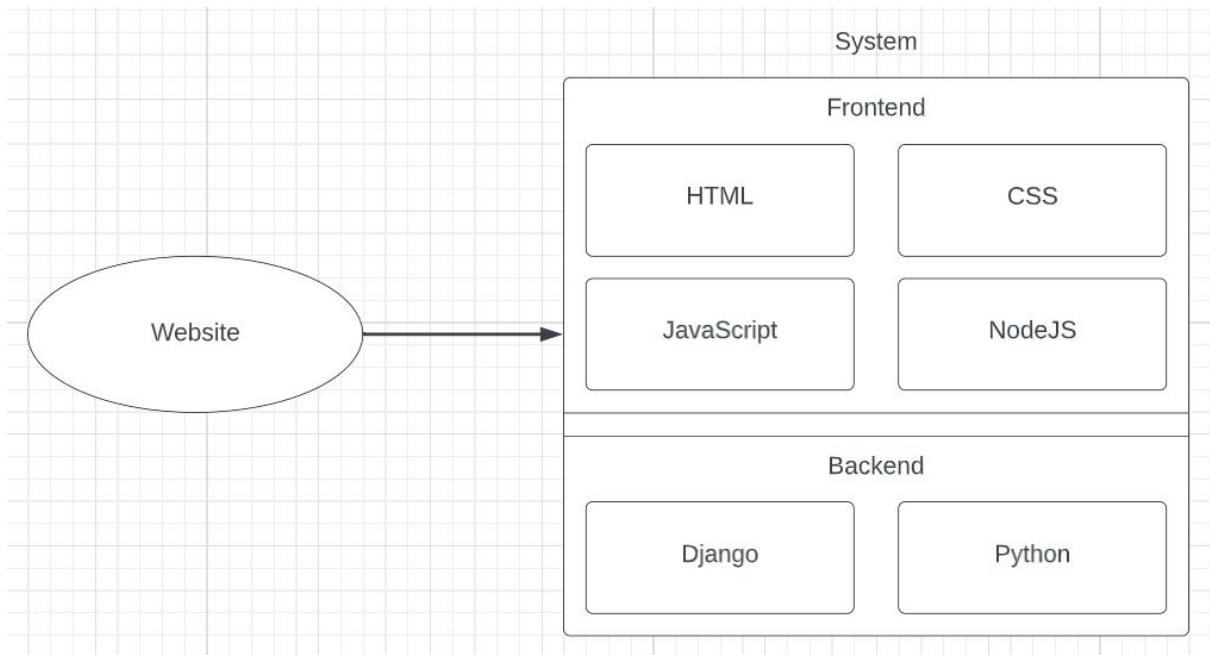 System
Frontend
HTML
CSS
Website
JavaScript
NodeJS
Backend
Django
Python